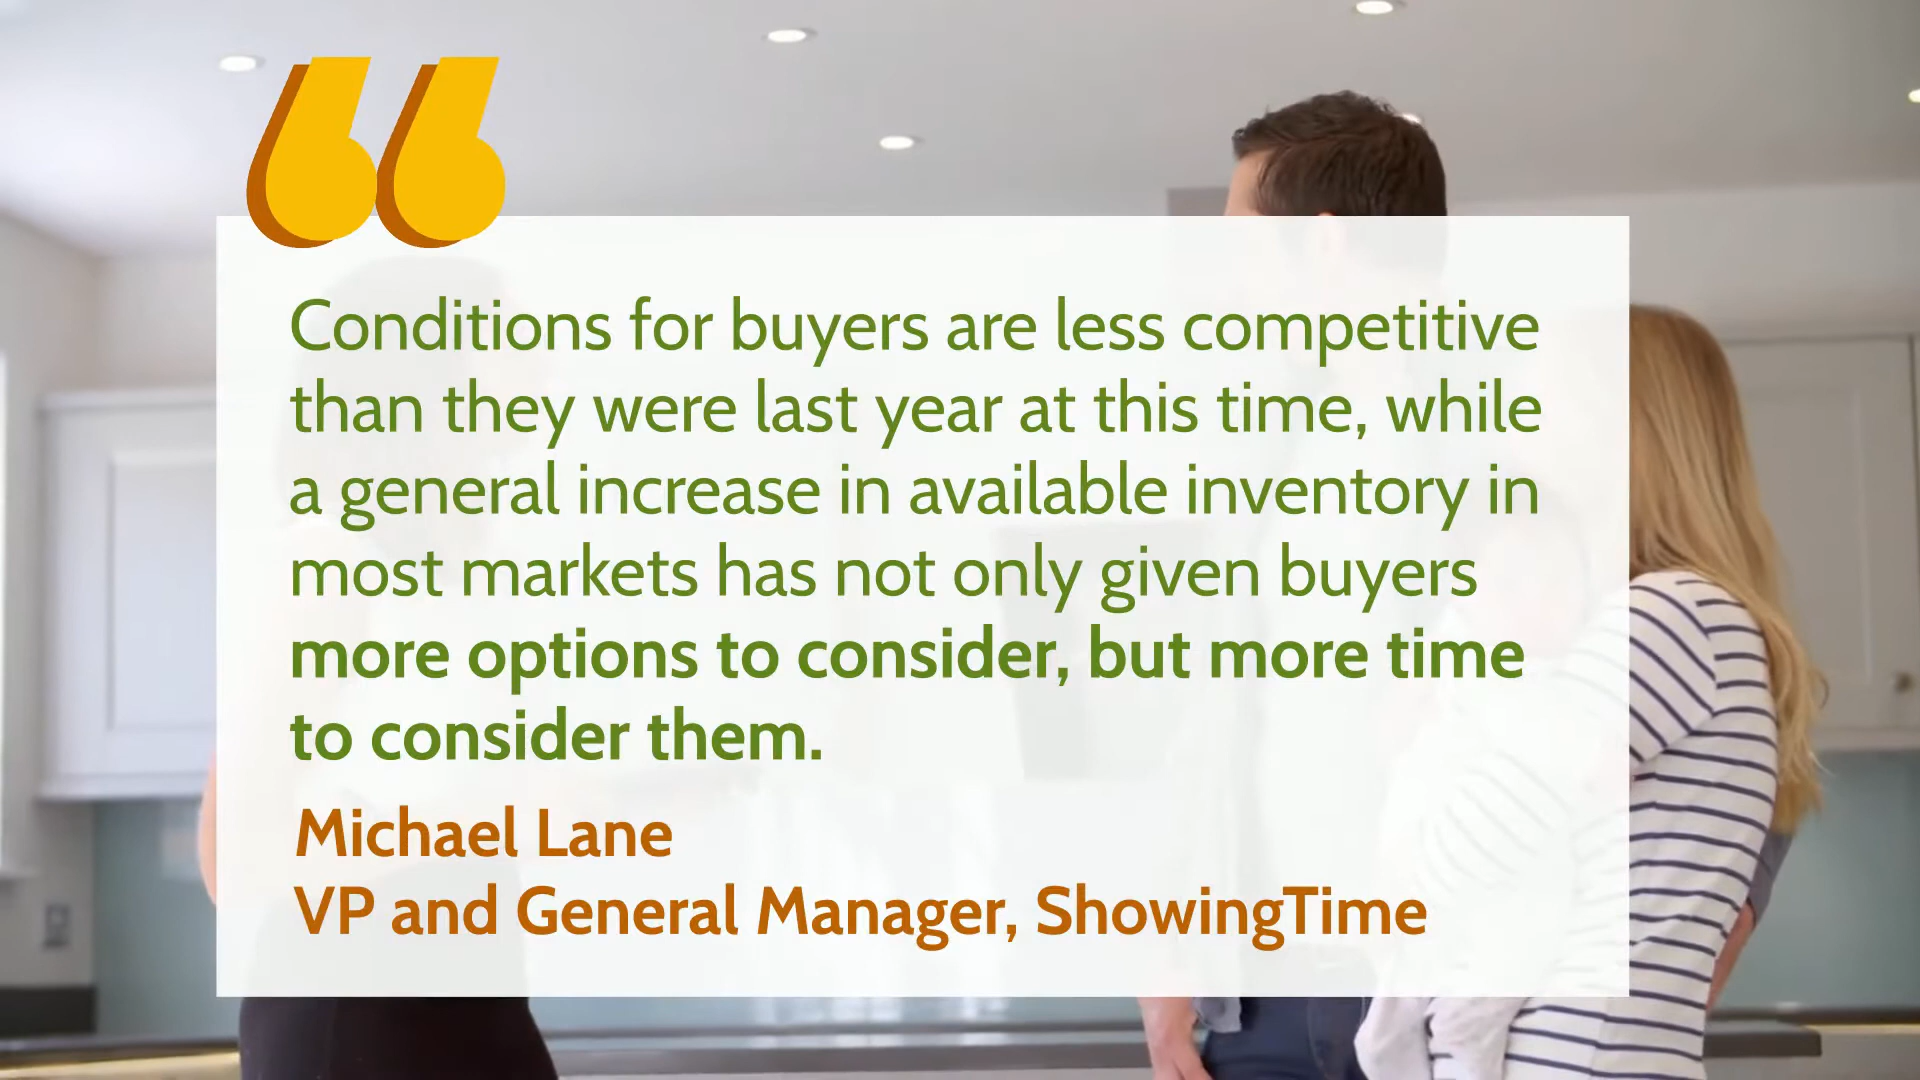 “
Conditions for buyers are less competitive
than they were last year at this time, while
a general increase in available inventory in
most markets has not only given buyers
more options to consider, but more time
to consider them.
Michael Lane
VP and General Manager, ShowingTime